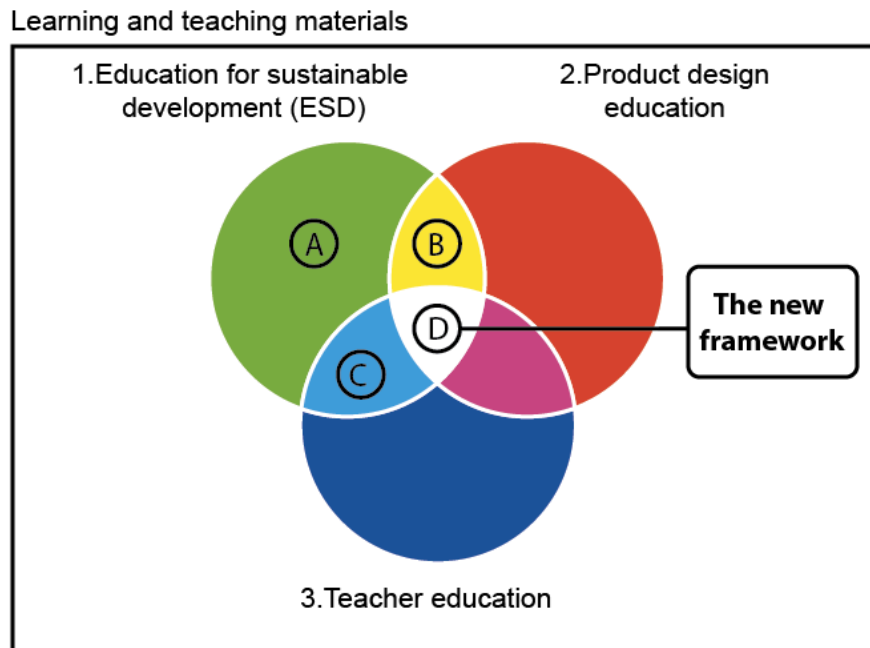 Learning and teaching materials
1.Education for sustainable
development (ESD)
2.Product design
education
A
B
C
D
The new
framework
3.Teacher education